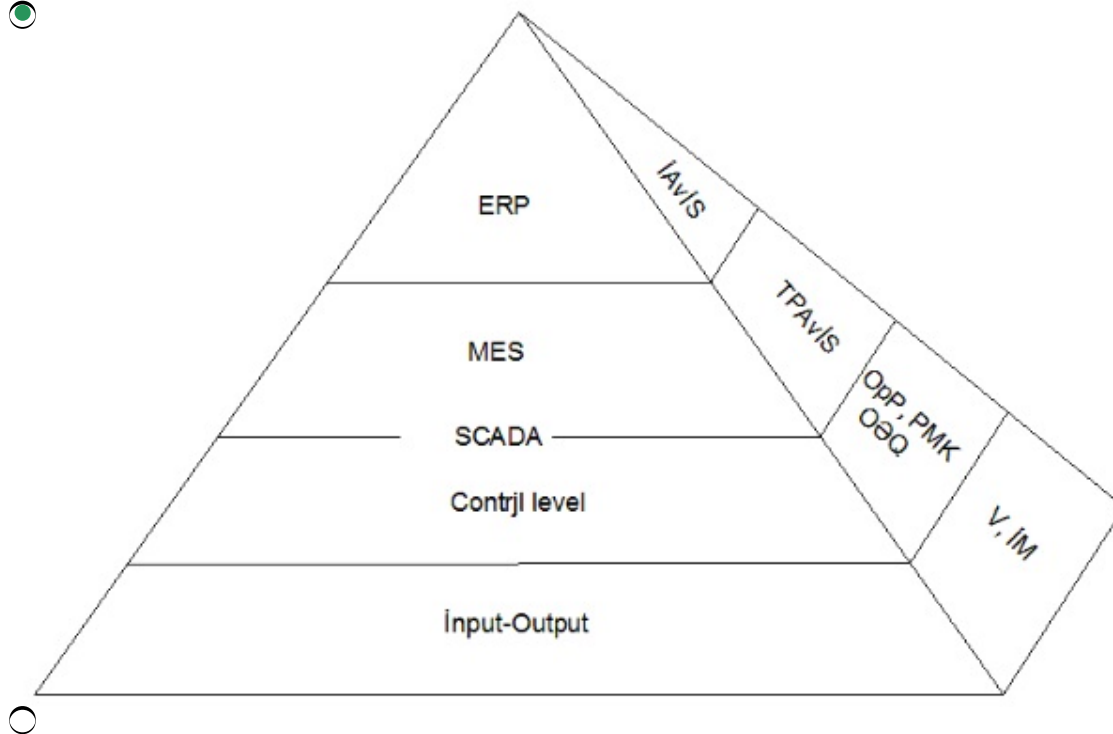 ERP
İAvİS
MES
TPAvİS
SCADA
OpP, PMK
OƏQ
Contrjl level
V, İM
İnput-Output